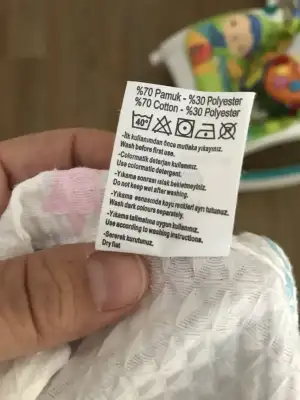 %70 Pamuk - %30 Polyester
%70 Cotton - %30 Polyester
40°
-İlk kullanımdan önce mutlaka yıkayınız.
Wash before first use.
-Colormatik deterjan kullanınız.
Use colormatic detergent.
-Yıkama sonrası ıslak bekletmeyiniz.
Do not keep wet after washing.
-Yıkama esnasında koyu renkleri ayrı tutunuz.
Wash dark colours separately.
-Yıkama talimatına uygun kullanınız.
Use according to washing instructions.
-Sererek kurutunuz.
Dry flat